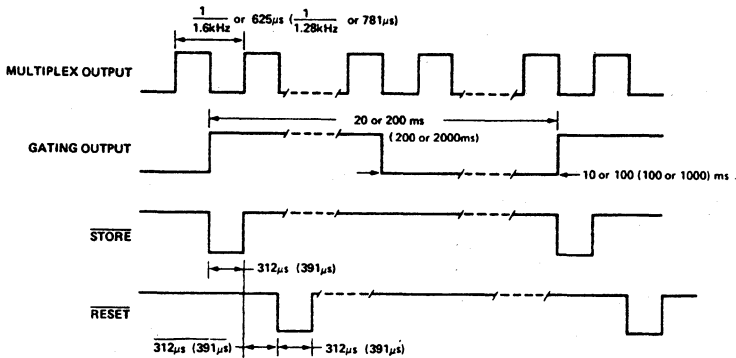 1/1.6kHz or 625μs (1/1.28kHz or 781μs)
MULTIPLEX OUTPUT
20 or 200 ms
(200 or 2000ms)
GATING OUTPUT
10 or 100 (100 or 1000) ms
STORE
312μs (391μs)
RESET
312μs (391μs)
312μs (391μs)